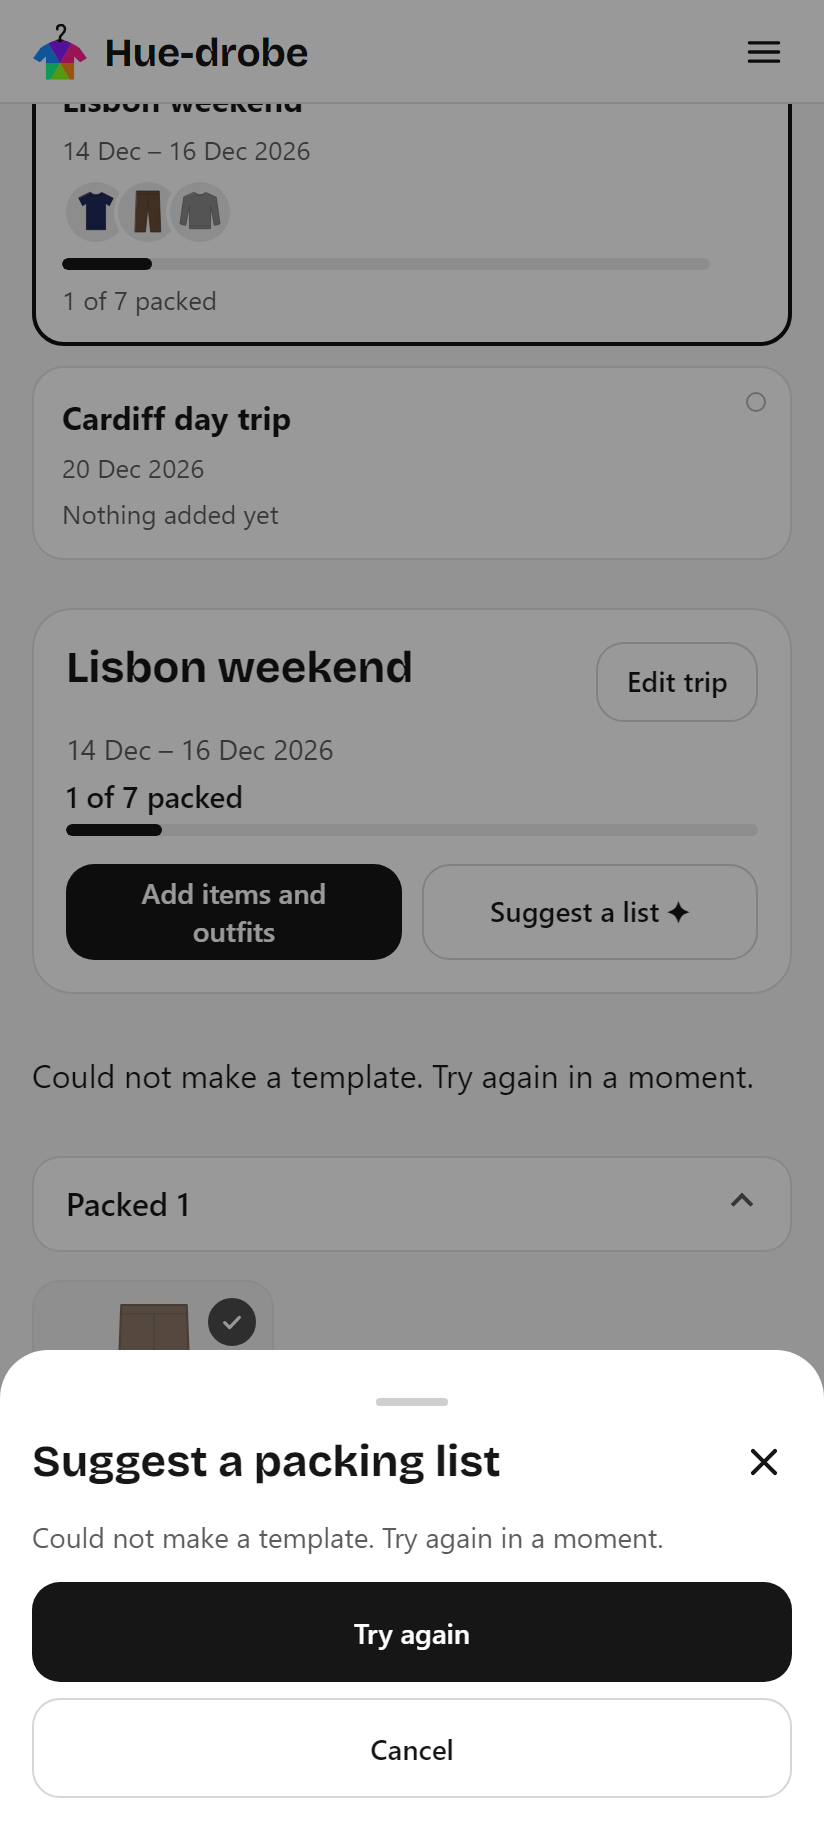 Hue-drobe
Lisbon weekend
14 Dec – 16 Dec 2026
1 of 7 packed
Cardiff day trip
20 Dec 2026
Nothing added yet
Lisbon weekend
Edit trip
14 Dec – 16 Dec 2026
1 of 7 packed
Add items and
outfits
Suggest a list ✦
Could not make a template. Try again in a moment.
Packed 1
Suggest a packing list
Could not make a template. Try again in a moment.
Try again
Cancel